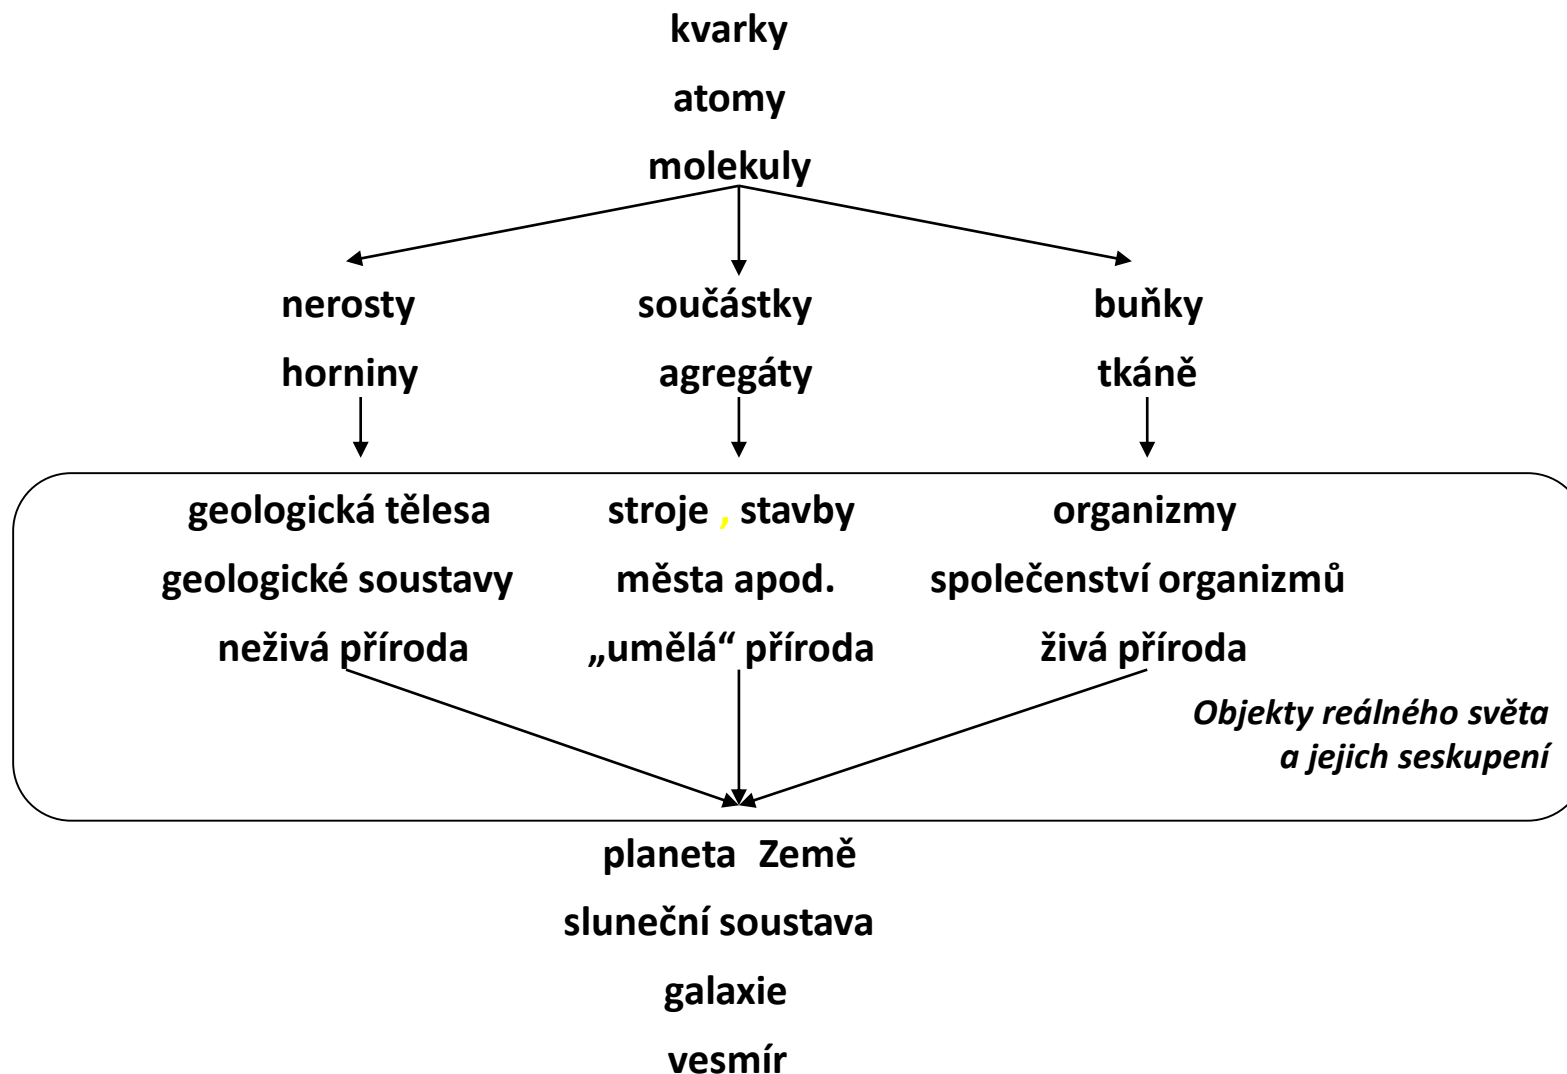 kvarky
atomy
molekuly
nerosty součástky buňky
horniny agregáty tkáně
geologická tělesa stroje , stavby organizmy
geologické soustavy města apod. společenství organizmů
neživá příroda „umělá“ příroda živá příroda
Objekty reálného světa
a jejich seskupení
planeta Země
sluneční soustava
galaxie
vesmír